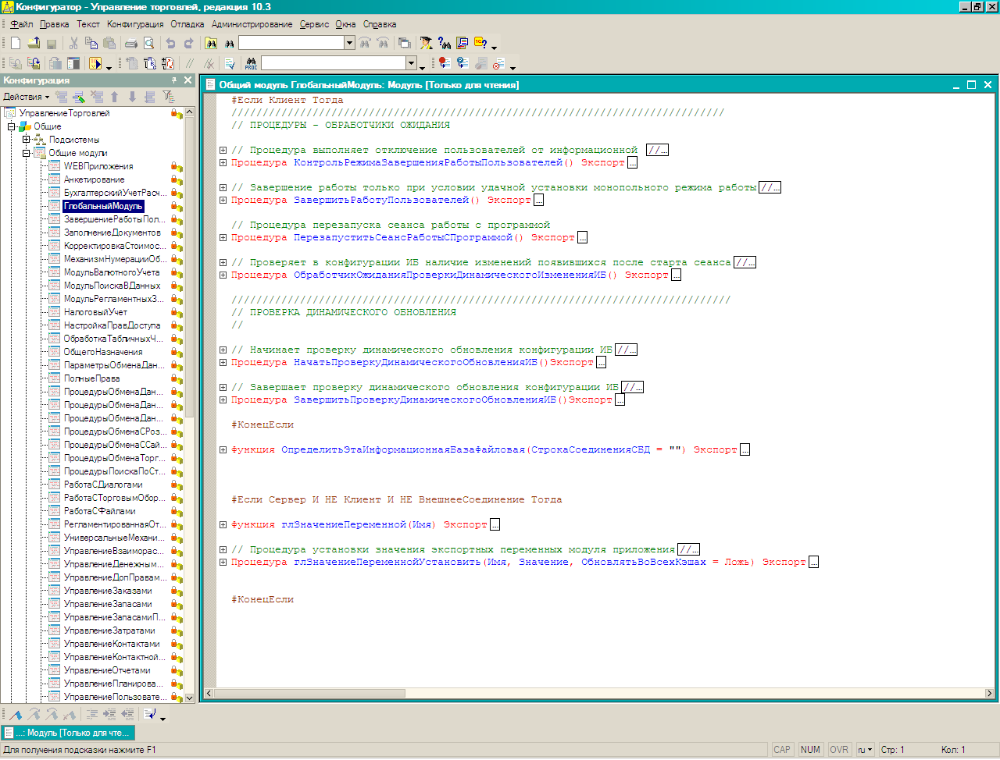 Конфигуратор - Управление торговлей, редакция 10.3
Файл Правка Текст Конфигурация Отладка Администрирование Сервис Окна Справка
Конфигурация
Действия
УправлениеТорговлей
Общие
Подсистемы
Общие модули
WEBПриложения
Анкетирование
БухгалтерскийУчетРасч...
ГлобальныйМодуль
ЗавершениеРаботыПол...
ЗаполнениеДокументов
КорректировкаСтоимос...
МеханизмНумерацииОб...
МодульВалютногоУчета
МодульПоискаВДанных
МодульРегламентныхЗ...
НалоговыйУчет
НастройкаПравДоступа
ОбработкаТабличныхЧ...
ОбщегоНазначения
ПараметрыОбменаДан...
ПолныеПрава
ПроцедурыОбменаДан...
ПроцедурыОбменаДан...
ПроцедурыОбменаДан...
ПроцедурыОбменаСРоз...
ПроцедурыОбменаССай...
ПроцедурыОбменаТорг...
ПроцедурыПоискаПоСт...
РаботаСДиалогами
РаботаСТорговымОбор...
РаботаСФайлами
РегламентированнаяОт...
УниверсальныеМехани...
УправлениеВзаиморас...
УправлениеДенежным...
УправлениеДопПравам...
УправлениеЗаказами
УправлениеЗапасами
УправлениеЗапасамиП...
УправлениеЗатратами
УправлениеКонтактами
УправлениеКонтактной...
УправлениеОтчетами
УправлениеПланирова...
УправлениеПользовате...
Общий модуль ГлобальныйМодуль: Модуль [Только для чтения]
#Если Клиент Тогда
///////////////////////////////////////////////////////////////////////////////
// ПРОЦЕДУРЫ - ОБРАБОТЧИКИ ОЖИДАНИЯ
// Процедура выполняет отключение пользователей от информационной //...
Процедура КонтрольРежимаЗавершенияРаботыПользователей() Экспорт...
// Завершение работы только при условии удачной установки монопольного режима работы//...
Процедура ЗавершитьРаботуПользователей() Экспорт...
// Процедура перезапуска сеанса работы с программой
Процедура ПерезапуститьСеансРаботыСПрограммой() Экспорт...
// Проверяет в конфигурации ИБ наличие изменений появившихся после старта сеанса//...
Процедура ОбработчикОжиданияПроверкиДинамическогоИзмененияИБ() Экспорт...
////////////////////////////////////////////////////////////////////////////////
// ПРОВЕРКА ДИНАМИЧЕСКОГО ОБНОВЛЕНИЯ
//
// Начинает проверку динамического обновления конфигурации ИБ//...
Процедура НачатьПроверкуДинамическогоОбновленияИБ()Экспорт...
// Завершает проверку динамического обновления конфигурации ИБ//...
Процедура ЗавершитьПроверкуДинамическогоОбновленияИБ()Экспорт...
#КонецЕсли
Функция ОпределитьЭтаИнформационнаяБазаФайловая(СтрокаСоединенияСБД = "") Экспорт...
#Если Сервер И НЕ Клиент И НЕ ВнешнееСоединение Тогда
Функция глЗначениеПеременной(Имя) Экспорт...
// Процедура установки значения экспортных переменных модуля приложения//...
Процедура глЗначениеПеременнойУстановить(Имя, Значение, ОбновлятьВоВсехКэшах = Ложь) Экспорт...
#КонецЕсли
...: Модуль [Только для чте...
Для получения подсказки нажмите F1 CAP NUM OVR ru Стр: 1 Кол: 1